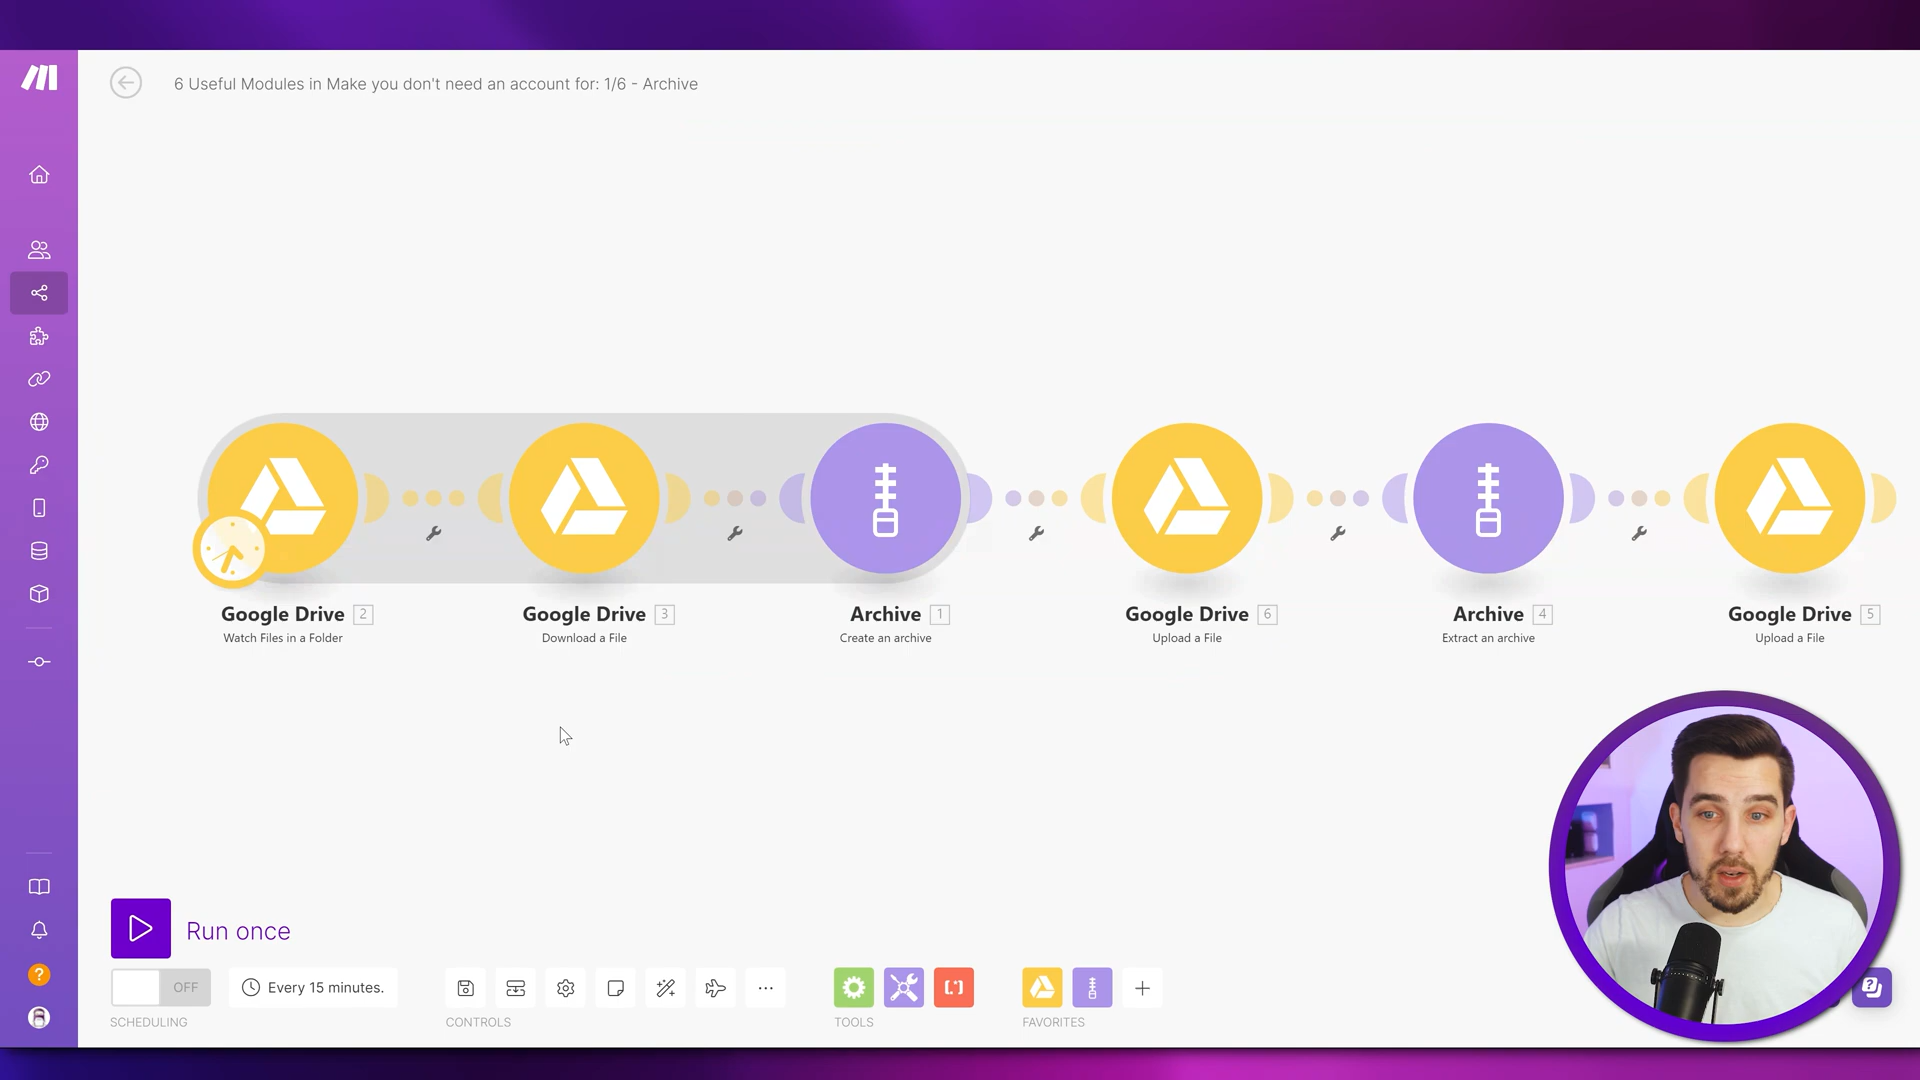 6 Useful Modules in Make you don't need an account for: 1/6 - Archive
Google Drive 2
Watch Files in a Folder
Google Drive 3
Download a File
Archive 1
Create an archive
Google Drive 6
Upload a File
Archive 4
Extract an archive
Google Drive 5
Upload a File
Run once
OFF
Every 15 minutes.
SCHEDULING
CONTROLS
TOOLS
FAVORITES